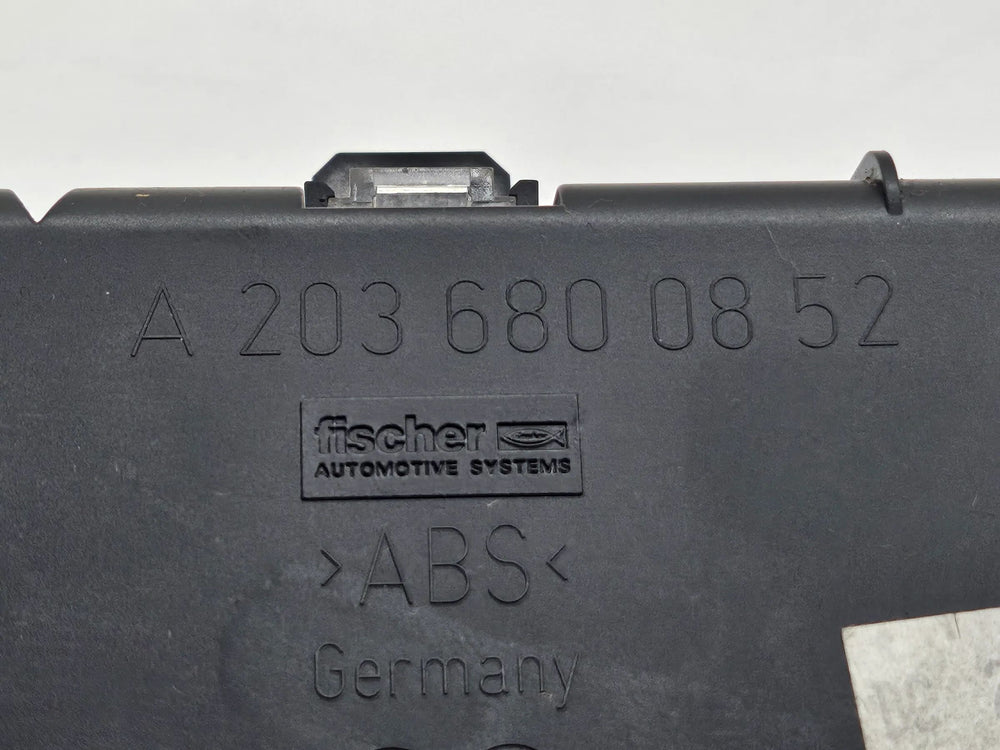 A 203 680 08 52
fischer
AUTOMOTIVE SYSTEMS
>ABS<
Germany